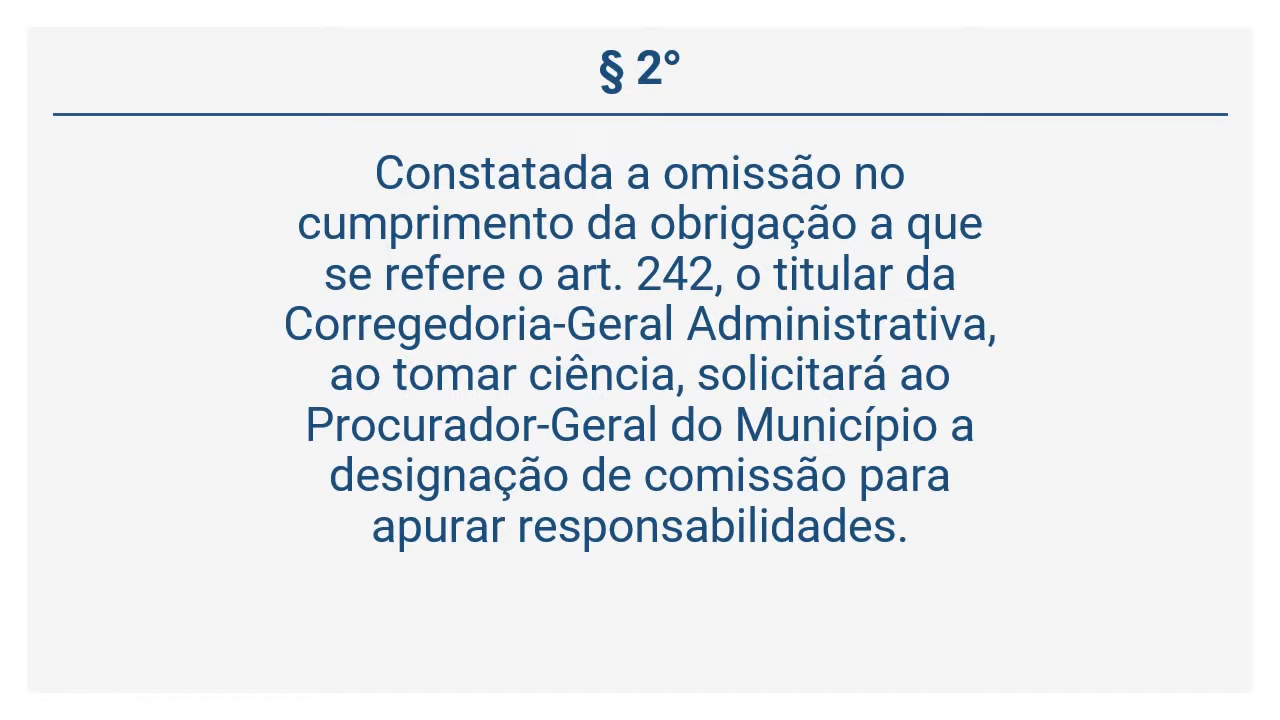 § 2°
Constatada a omissão no
cumprimento da obrigação a que
se refere o art. 242, o titular da
Corregedoria-Geral Administrativa,
ao tomar ciência, solicitará ao
Procurador-Geral do Município a
designação de comissão para
apurar responsabilidades.